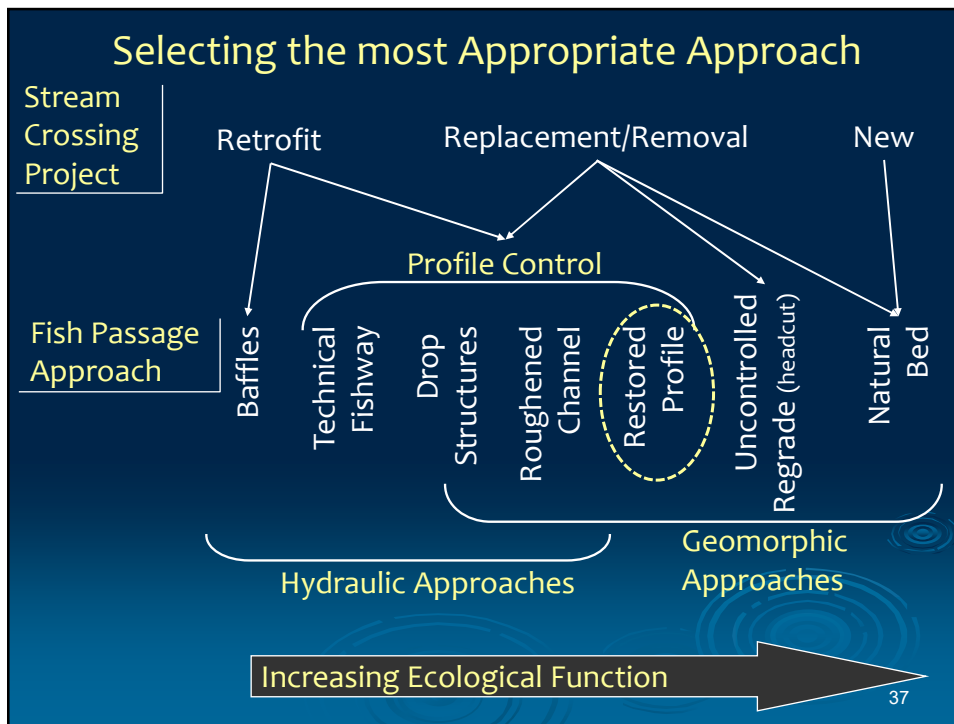 Selecting the most Appropriate Approach
Stream
Crossing
Project
Retrofit
Replacement/Removal
New
Profile Control
Fish Passage
Approach
Baffles
Technical
Fishway
Drop
Structures
Roughened
Channel
Restored
Profile
Uncontrolled
Regrade (headcut)
Natural
Bed
Hydraulic Approaches
Geomorphic
Approaches
Increasing Ecological Function
37